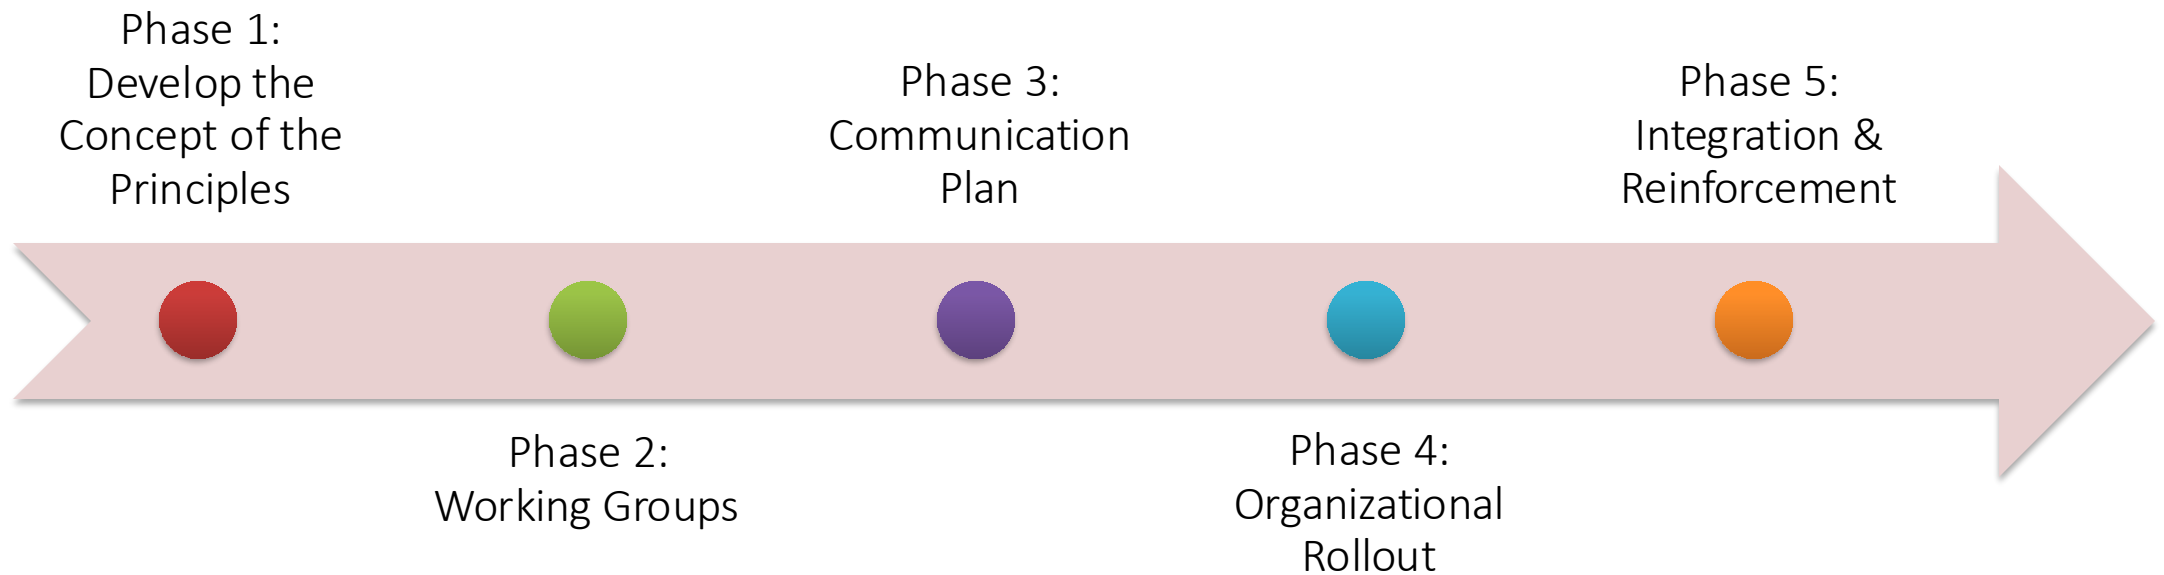 Phase 1:
Develop the
Concept of the
Principles
Phase 2:
Working Groups
Phase 3:
Communication
Plan
Phase 4:
Organizational
Rollout
Phase 5:
Integration &
Reinforcement